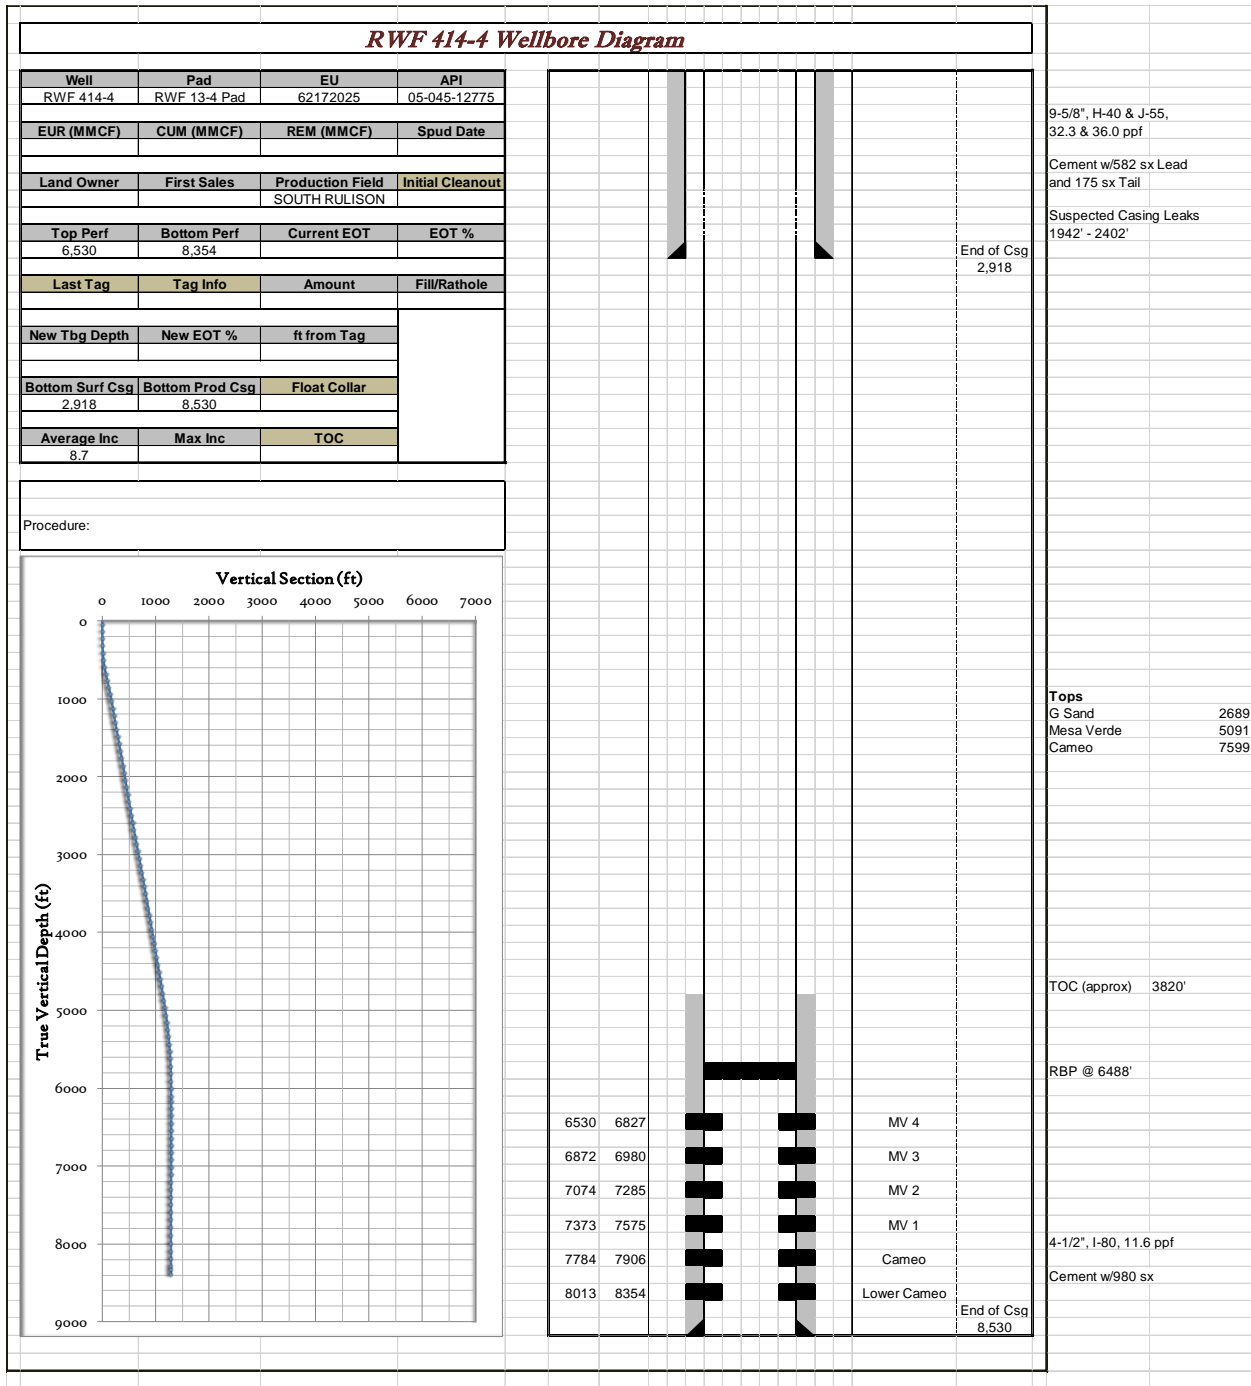 RWF 414-4 Wellbore Diagram
Well Pad EU API
RWF 414-4 RWF 13-4 Pad 62172025 05-045-12775
EUR (MMCF) CUM (MMCF) REM (MMCF) Spud Date
Land Owner First Sales Production Field Initial Cleanout
SOUTH RULISON
Top Perf Bottom Perf Current EOT EOT %
6,530 8,354
Last Tag Tag Info Amount Fill/Rathole
New Tbg Depth New EOT % ft from Tag
Bottom Surf Csg Bottom Prod Csg Float Collar
2,918 8,530
Average Inc Max Inc TOC
8.7
Procedure:
Vertical Section (ft)
0 1000 2000 3000 4000 5000 6000 7000
0
1000
2000
3000
4000
5000
6000
7000
8000
9000
True Vertical Depth (ft)
End of Csg
2,918
6530 6827 MV 4
6872 6980 MV 3
7074 7285 MV 2
7373 7575 MV 1
7784 7906 Cameo
8013 8354 Lower Cameo
End of Csg
8,530
9-5/8", H-40 & J-55,
32.3 & 36.0 ppf
Cement w/582 sx Lead
and 175 sx Tail
Suspected Casing Leaks
1942' - 2402'
Tops
G Sand 2689
Mesa Verde 5091
Cameo 7599
TOC (approx) 3820'
RBP @ 6488'
4-1/2", I-80, 11.6 ppf
Cement w/980 sx